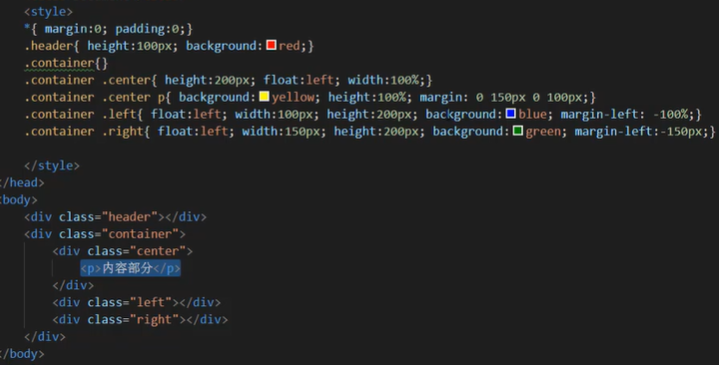 <style>
*{ margin:0; padding:0;}
.header{ height:100px; background:red;}
.container{}
.container .center{ height:200px; float:left; width:100%;}
.container .center p{ background:yellow; height:100%; margin: 0 150px 0 100px;}
.container .left{ float:left; width:100px; height:200px; background:blue; margin-left: -100%;}
.container .right{ float:left; width:150px; height:200px; background:green; margin-left:-150px;}
</style>
</head>
<body>
<div class="header"></div>
<div class="container">
<div class="center">
<p>内容部分</p>
</div>
<div class="left"></div>
<div class="right"></div>
</div>
</body>